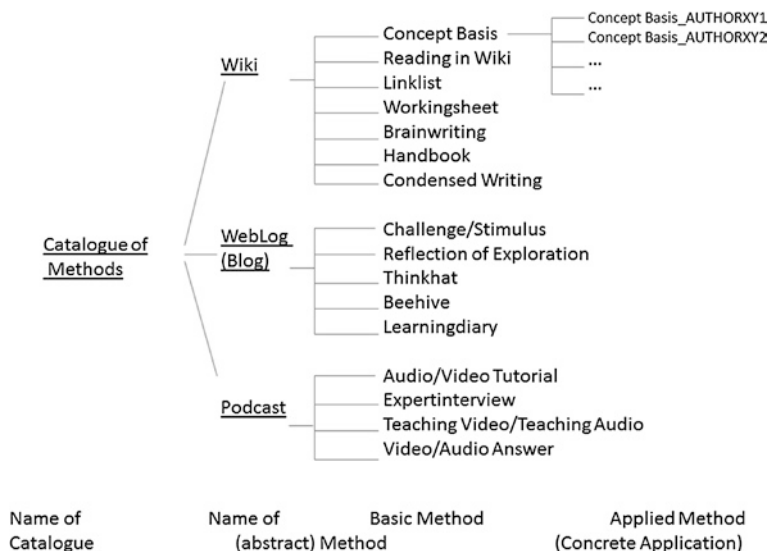 Concept Basis
Concept Basis_AUTHORXY1
Concept Basis_AUTHORXY2
...
...
Wiki
Reading in Wiki
Linklist
Workingsheet
Brainwriting
Handbook
Condensed Writing
Catalogue of
Methods
WebLog
(Blog)
Challenge/Stimulus
Reflection of Exploration
Thinkhat
Beehive
Learningdiary
Podcast
Audio/Video Tutorial
Expertinterview
Teaching Video/Teaching Audio
Video/Audio Answer
Name of
Catalogue
Name of
(abstract) Method
Basic Method
Applied Method
(Concrete Application)